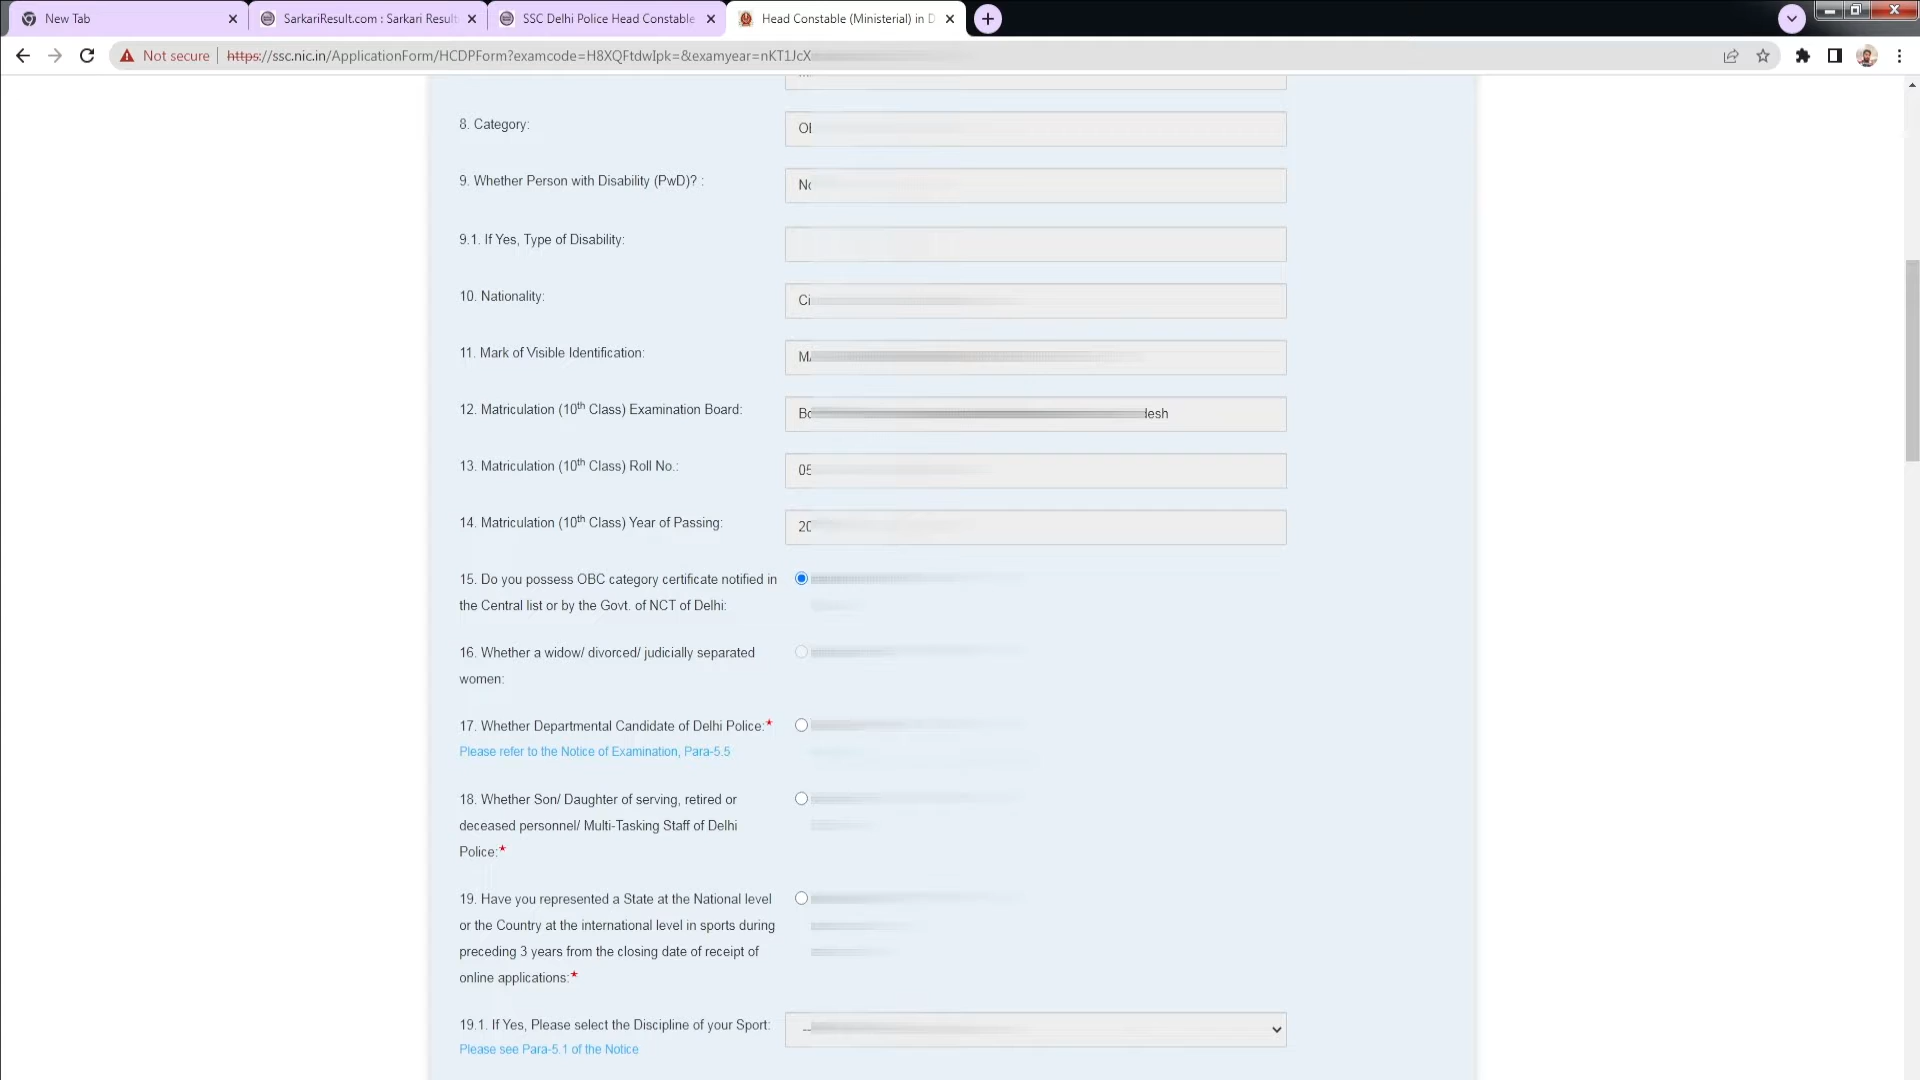 New Tab
SarkariResult.com : Sarkari Result
SSC Delhi Police Head Constable
Head Constable (Ministerial) in D
Not secure
https://ssc.nic.in/ApplicationForm/HCDPForm?examcode=H8XQFtdwIpk=&examyear=nKT1JcX
8. Category:
9. Whether Person with Disability (PwD)? :
9.1. If Yes, Type of Disability:
10. Nationality:
11. Mark of Visible Identification:
12. Matriculation (10th Class) Examination Board:
13. Matriculation (10th Class) Roll No.:
05
14. Matriculation (10th Class) Year of Passing:
20
15. Do you possess OBC category certificate notified in
the Central list or by the Govt. of NCT of Delhi:
16. Whether a widow/ divorced/ judicially separated
women:
17. Whether Departmental Candidate of Delhi Police:*
Please refer to the Notice of Examination, Para-5.5
18. Whether Son/ Daughter of serving, retired or
deceased personnel/ Multi-Tasking Staff of Delhi
Police:*
19. Have you represented a State at the National level
or the Country at the international level in sports during
preceding 3 years from the closing date of receipt of
online applications:*
19.1. If Yes, Please select the Discipline of your Sport:
Please see Para-5.1 of the Notice